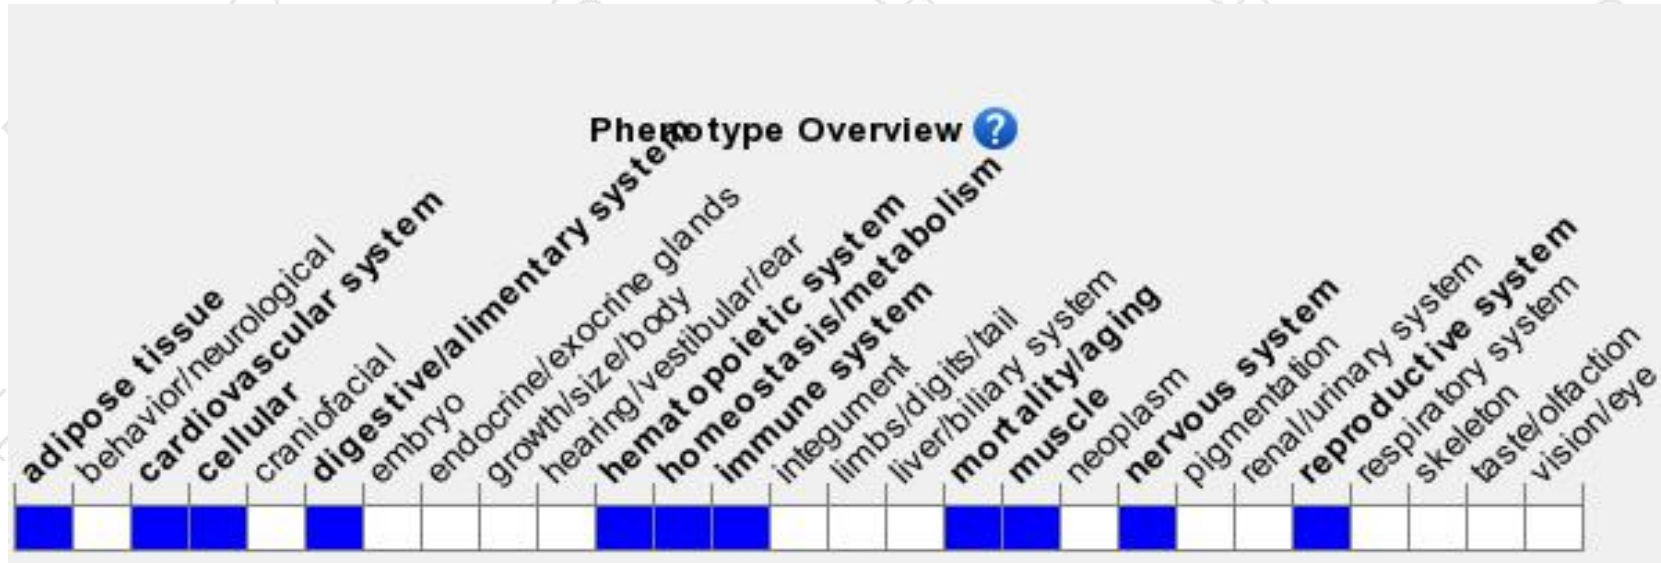 Phenotype Overview ?
adipose tissue
behavior/neurological
cardiovascular system
cellular
craniofacial
digestive/alimentary system
embryo
endocrine/exocrine glands
growth/size/body
hearing/vestibular/ear
hematopoietic system
homeostasis/metabolism
immune system
integument
limbs/digits/tail
liver/biliary system
mortality/aging
muscle
neoplasm
nervous system
pigmentation
renal/urinary system
reproductive system
respiratory system
skeleton
taste/olfaction
vision/eye